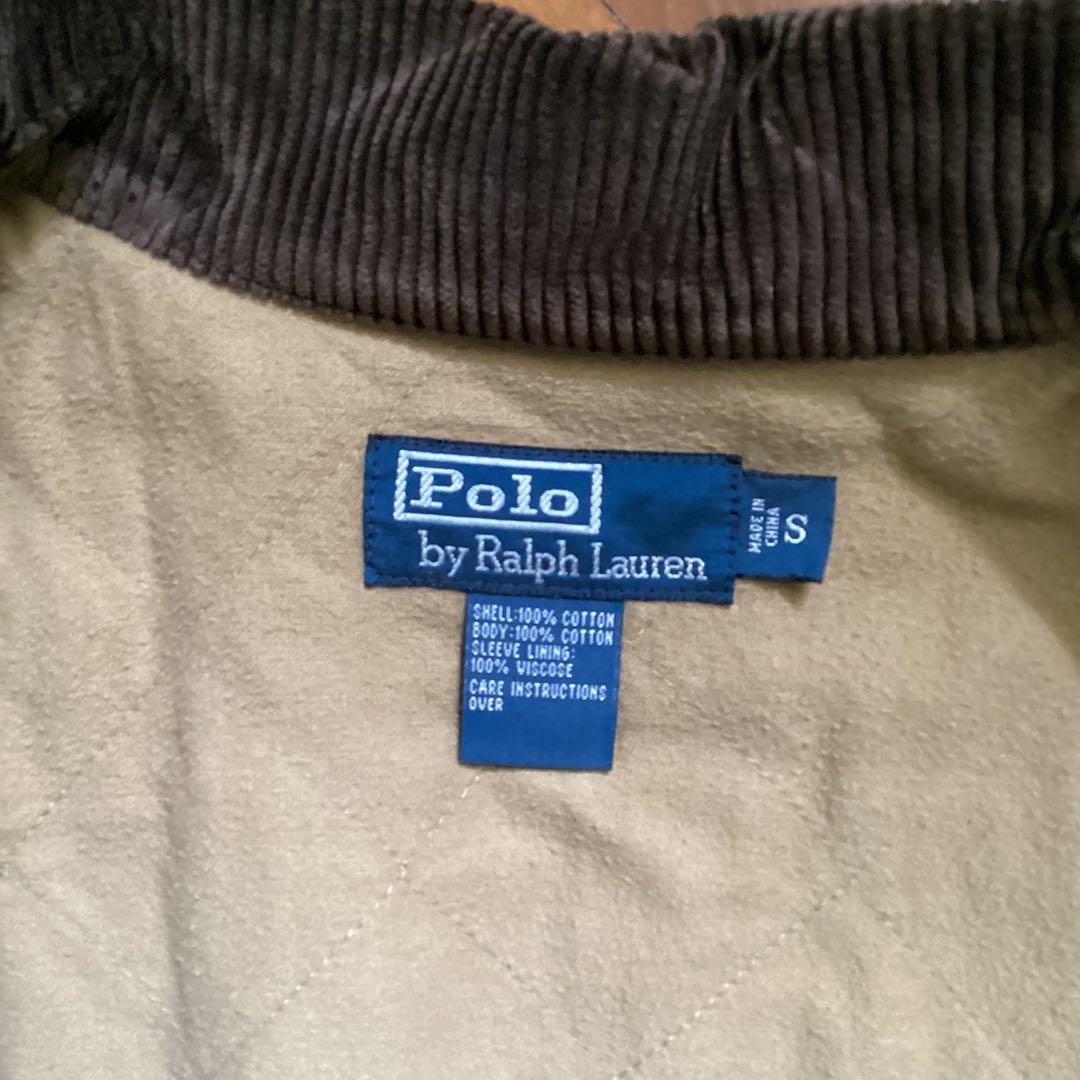 Polo
by Ralph Lauren
MADE IN
CHINA
S
SHELL:100% COTTON
BODY:100% COTTON
SLEEVE LINING:
100% VISCOSE
CARE INSTRUCTIONS
OVER